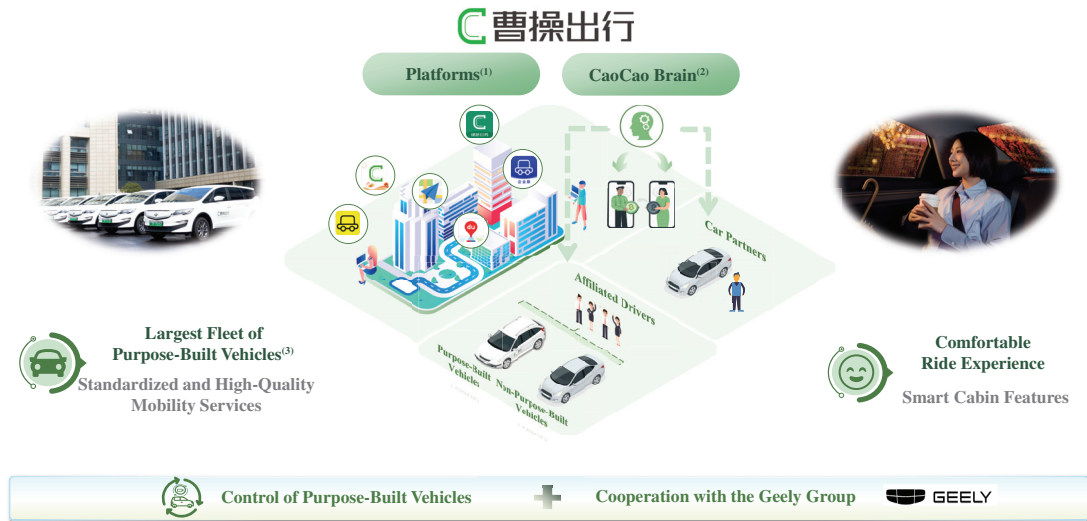 曹操出行
Platforms(1)
CaoCao Brain(2)
du
Car Partners
Affiliated Drivers
Purpose-Built
Vehicles
Non-Purpose-Built
Vehicles
Largest Fleet of
Purpose-Built Vehicles(3)
Standardized and High-Quality
Mobility Services
Comfortable
Ride Experience
Smart Cabin Features
Control of Purpose-Built Vehicles
Cooperation with the Geely Group
GEELY